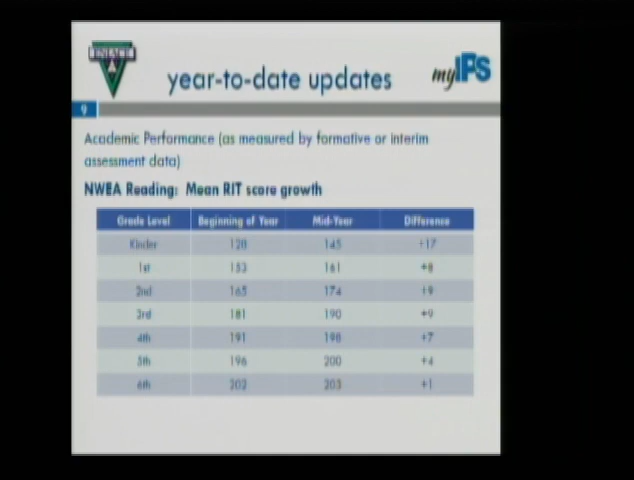 ENLACE
year-to-date updates
myIPS
9
Academic Performance (as measured by formative or interim
assessment data)
NWEA Reading: Mean RIT score growth
Grade Level Beginning of Year Mid-Year Difference
Kinder 128 145 +17
1st 153 161 +8
2nd 165 174 +9
3rd 181 190 +9
4th 191 198 +7
5th 196 200 +4
6th 202 203 +1